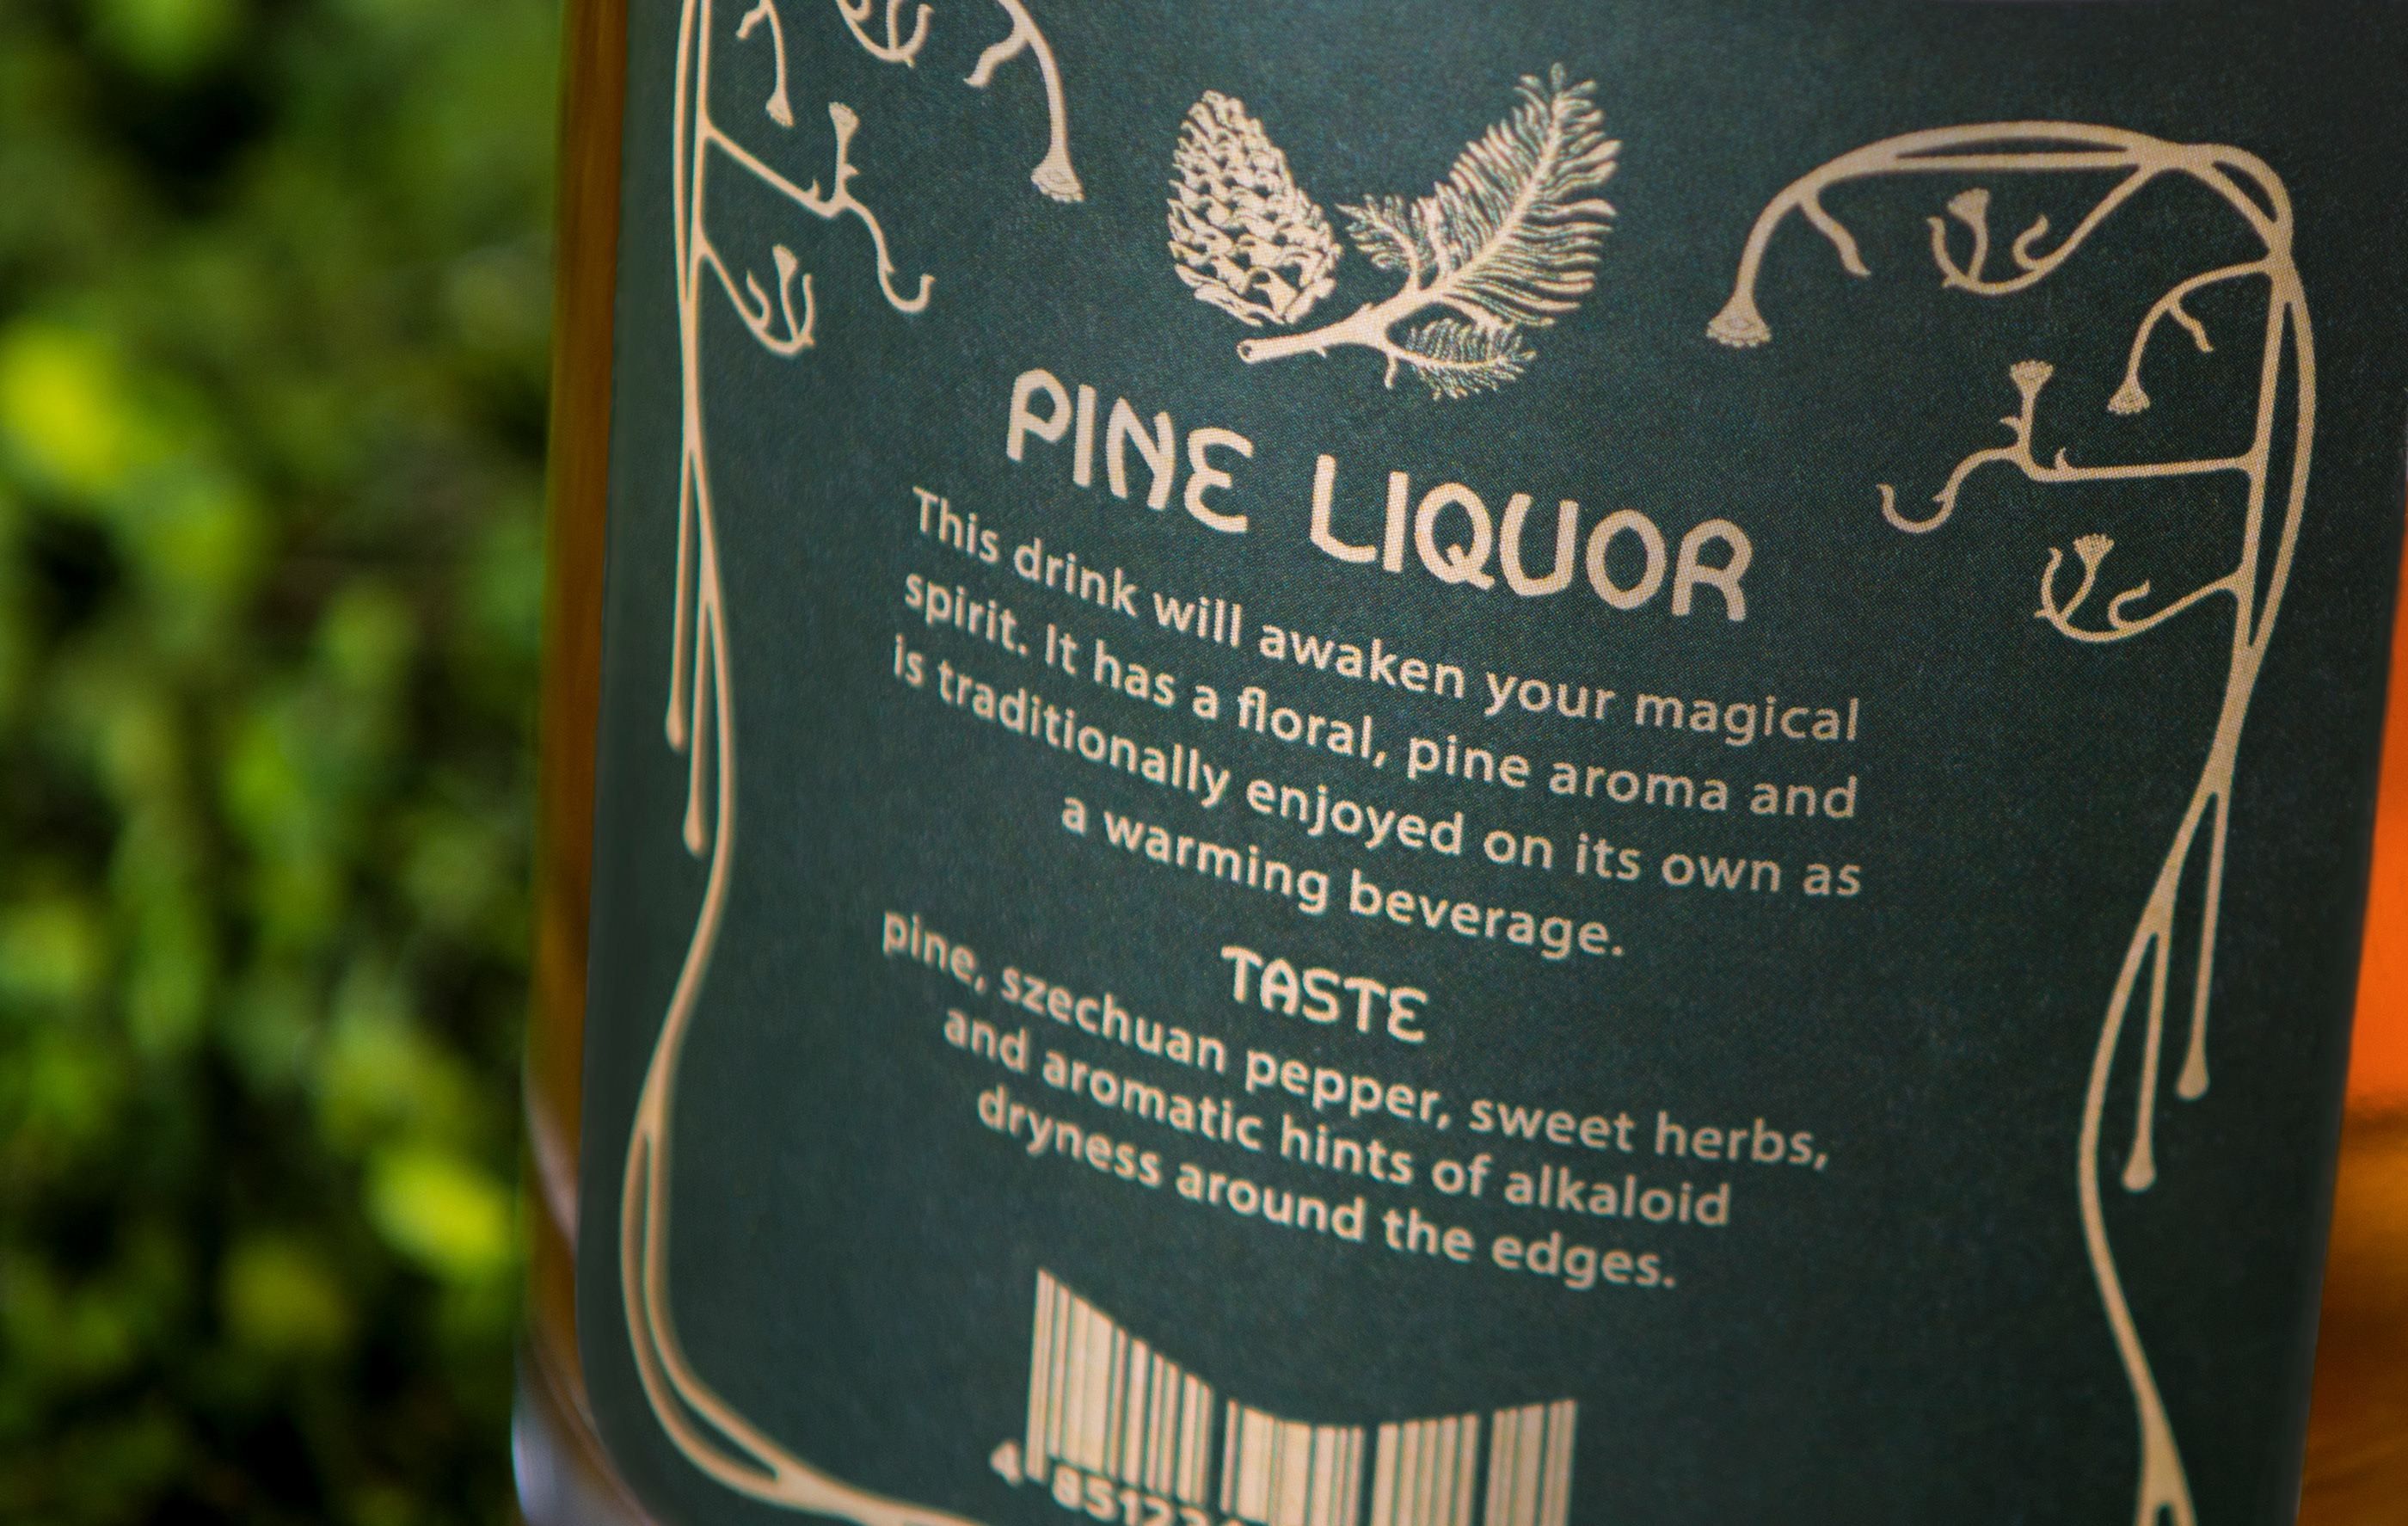 PINE LIQUOR
This drink will awaken your magical
spirit. It has a floral, pine aroma and
is traditionally enjoyed on its own as
a warming beverage.
TASTE
pine, szechuan pepper, sweet herbs,
and aromatic hints of alkaloid
dryness around the edges.